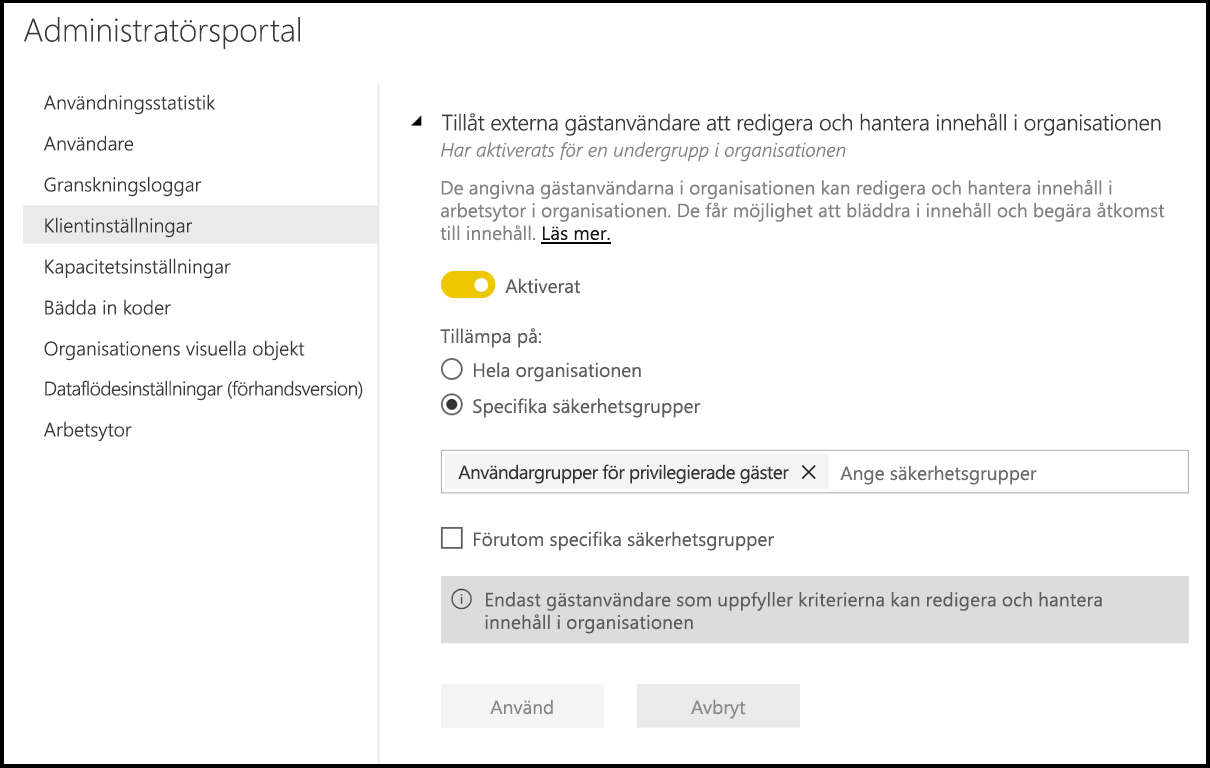 Administratörsportal
Användningsstatistik
Användare
Granskningsloggar
Klientinställningar
Kapacitetsinställningar
Bädda in koder
Organisationens visuella objekt
Dataflödesinställningar (förhandsversion)
Arbetsytor
Tillåt externa gästanvändare att redigera och hantera innehåll i organisationen
Har aktiverats för en undergrupp i organisationen
De angivna gästanvändarna i organisationen kan redigera och hantera innehåll i
arbetsytor i organisationen. De får möjlighet att bläddra i innehåll och begära åtkomst
till innehåll. Läs mer.
Aktiverat
Tillämpa på:
Hela organisationen
Specifika säkerhetsgrupper
Användargrupper för privilegierade gäster Ange säkerhetsgrupper
Förutom specifika säkerhetsgrupper
Endast gästanvändare som uppfyller kriterierna kan redigera och hantera
innehåll i organisationen
Använd Avbryt